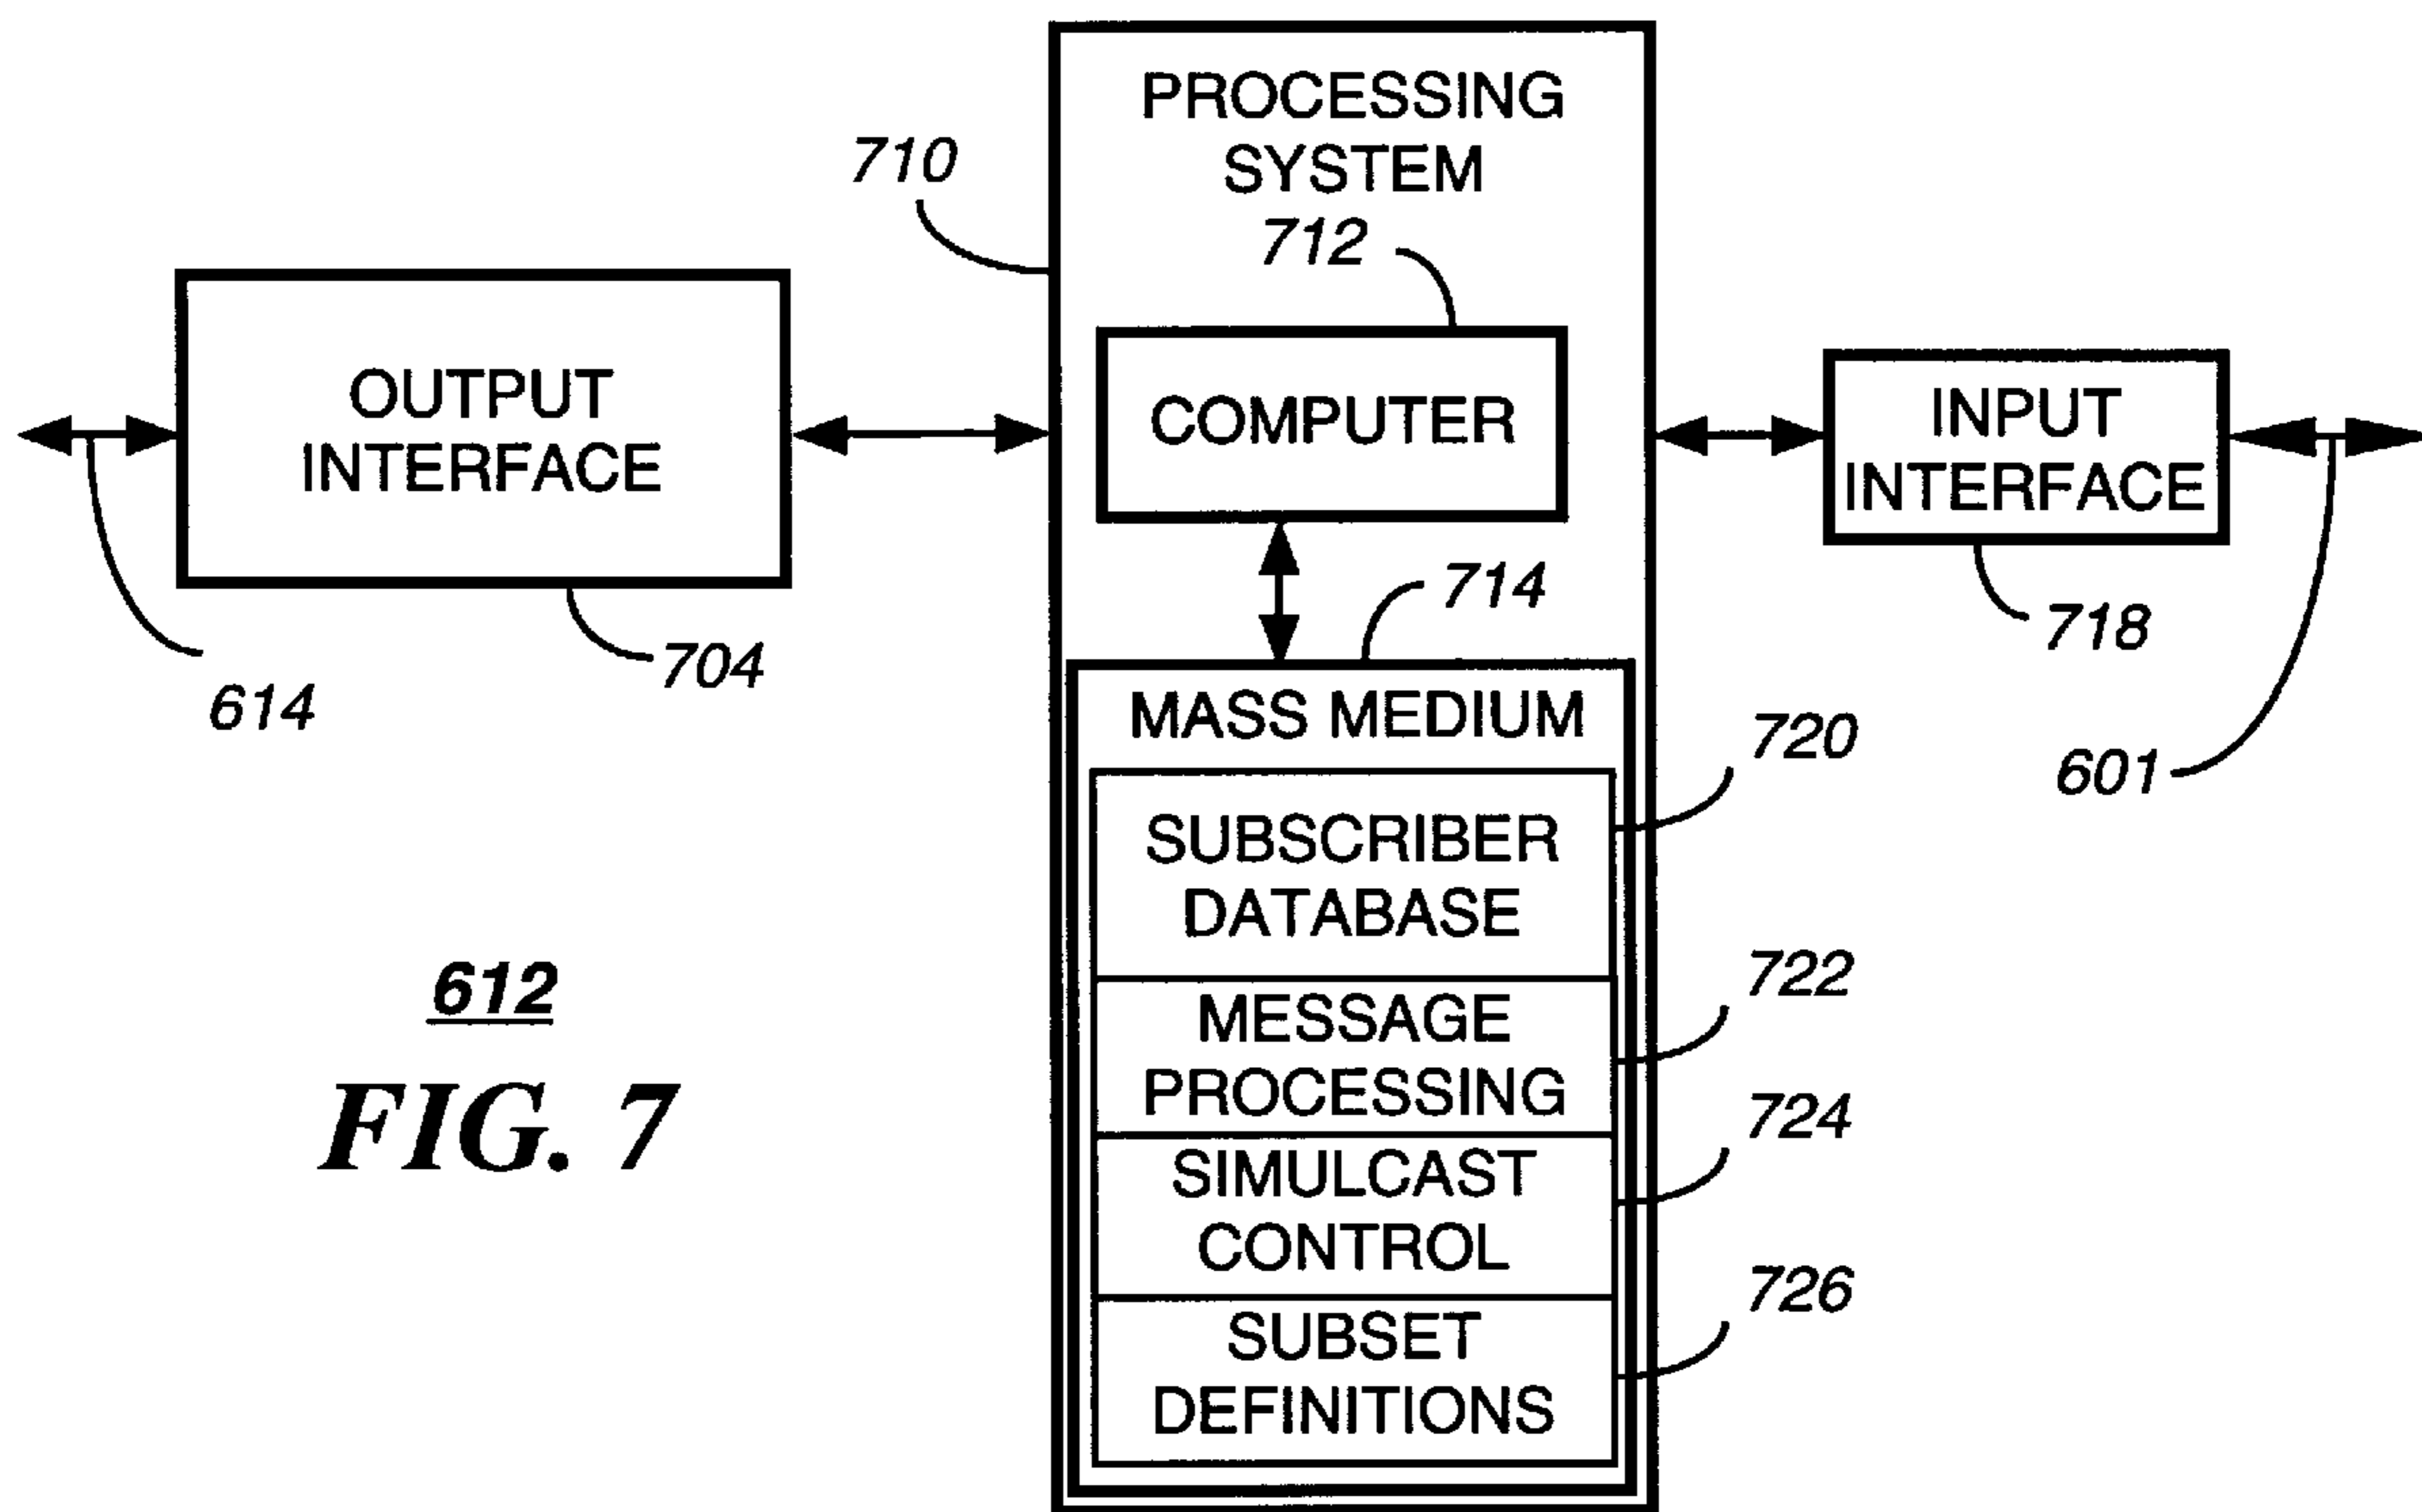 PROCESSING
SYSTEM
710
712
COMPUTER
OUTPUT
INTERFACE
INPUT
INTERFACE
714
704
718
614
601
MASS MEDIUM
720
SUBSCRIBER
DATABASE
722
MESSAGE
PROCESSING
724
SIMULCAST
CONTROL
726
SUBSET
DEFINITIONS
612
FIG. 7